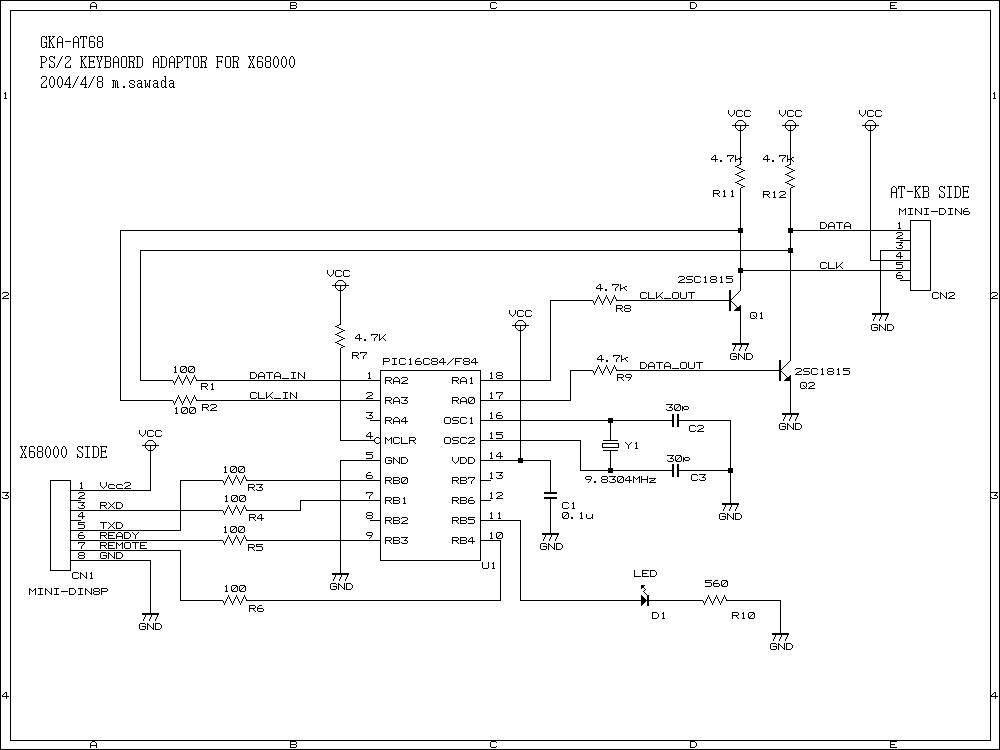 A B C D E
GKA-AT68
PS/2 KEYBAORD ADAPTOR FOR X68000
2004/4/8 m.sawada
1 1
VCC VCC VCC
4.7k 4.7k
R11 R12
AT-KB SIDE
MINI-DIN6
DATA 1
2
3
4
CLK 5
6
CN2
GND
2 2
2SC1815
4.7k CLK_OUT
R8
Q1
GND
VCC
4.7K
R7
VCC
PIC16C84/F84
4.7k DATA_OUT
R9
2SC1815
Q2
GND
100 DATA_IN 1 RA2 RA1 18
R1
100 CLK_IN 2 RA3 RA0 17
R2
3 RA4 OSC1 16
4 MCLR OSC2 15
5 GND VDD 14
6 RB0 RB7 13
7 RB1 RB6 12
8 RB2 RB5 11
9 RB3 RB4 10
U1
GND
30p
C2
Y1
30p
C3
9.8304MHz
GND
C1
0.1u
GND
3 3
X68000 SIDE
VCC
1 Vcc2
2
3 RXD
4
5 TXD
6 READY
7 REMOTE
8 GND
CN1
MINI-DIN8P
GND
100
R3
100
R4
100
R5
100
R6
LED
D1
560
R10
GND
4 4
A B C D E